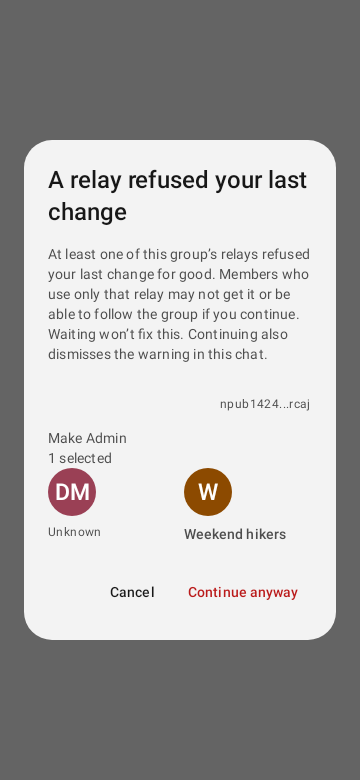 A relay refused your last
change
At least one of this group’s relays refused
your last change for good. Members who
use only that relay may not get it or be
able to follow the group if you continue.
Waiting won’t fix this. Continuing also
dismisses the warning in this chat.
npub1424...rcaj
Make Admin
1 selected
DM
W
Unknown
Weekend hikers
Cancel
Continue anyway